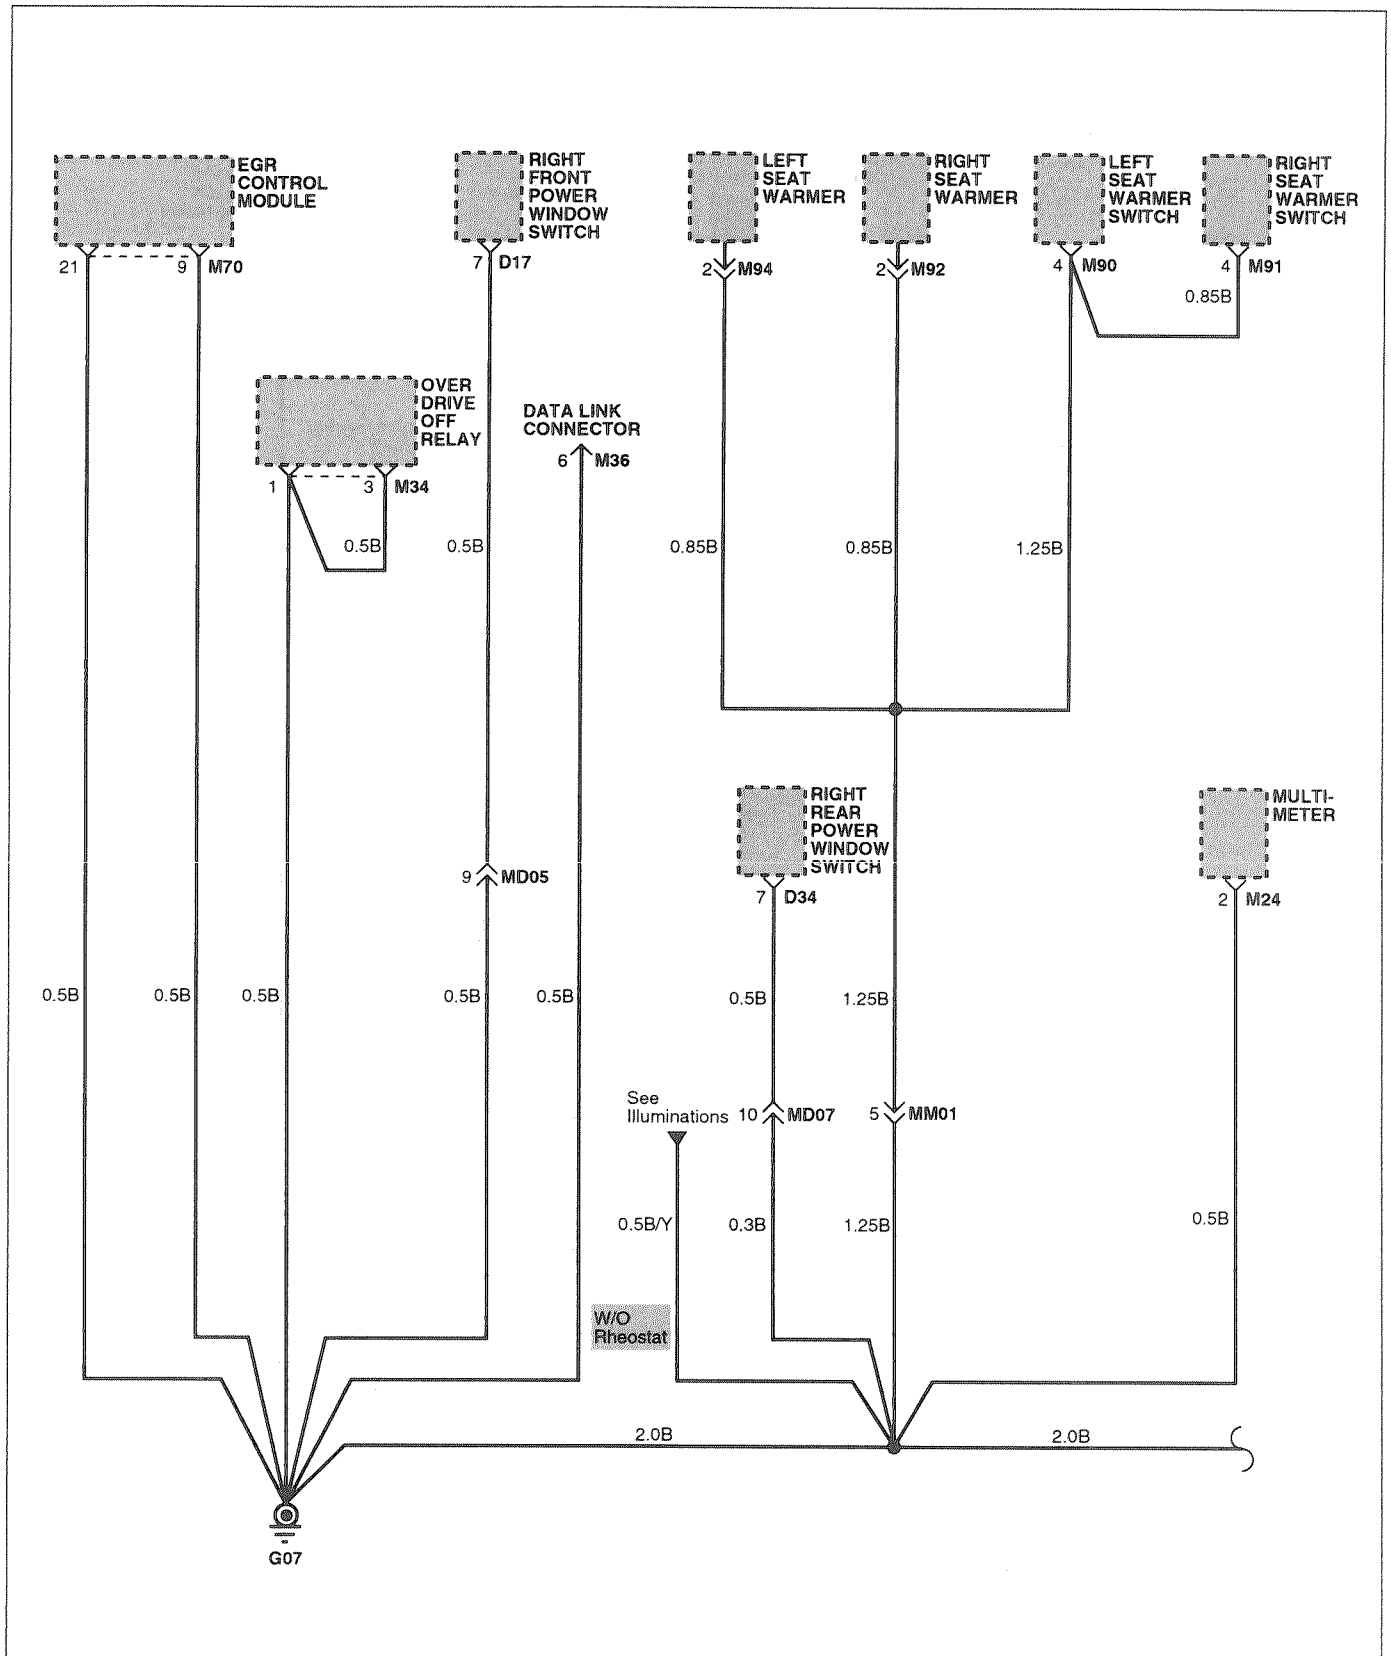 EGR
CONTROL
MODULE
21
9
M70
RIGHT
FRONT
POWER
WINDOW
SWITCH
7
D17
LEFT
SEAT
WARMER
2
M94
RIGHT
SEAT
WARMER
2
M92
LEFT
SEAT
WARMER
SWITCH
4
M90
RIGHT
SEAT
WARMER
SWITCH
4
M91
0.85B
OVER
DRIVE
OFF
RELAY
1
3
M34
DATA LINK
CONNECTOR
6
M36
0.5B
0.5B
0.85B
0.85B
1.25B
RIGHT
REAR
POWER
WINDOW
SWITCH
7
D34
MULTI-
METER
2
M24
9
MD05
0.5B
0.5B
0.5B
0.5B
0.5B
0.5B
1.25B
See
Illuminations
10
MD07
5
MM01
0.5B/Y
0.3B
1.25B
0.5B
W/O
Rheostat
2.0B
2.0B
G07